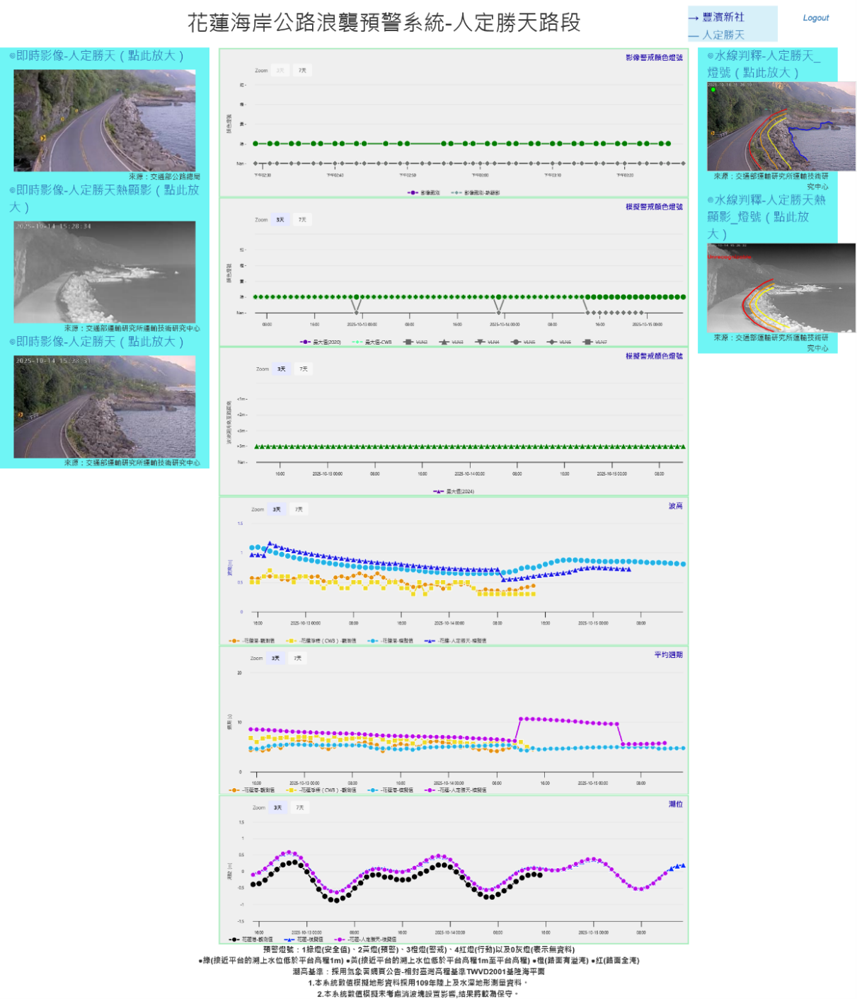 花蓮海岸公路浪襲預警系統-人定勝天路段
→ 豐濱新社
— 人定勝天
Logout
◎即時影像-人定勝天（點此放大）
來源：交通部公路總局
◎即時影像-人定勝天熱顯影（點此放
大）
2025-10-14 15:28:34
來源：交通部運輸研究所運輸技術研究中心
◎即時影像-人定勝天（點此放大）
2025-10-14 15:28:31
來源：交通部運輸研究所運輸技術研究中心
影像警戒顏色燈號
Zoom 3天 7天
顏色燈號
紅
橙
黃
綠
Nan
下午02:30 下午02:40 下午02:50 下午03:00 下午03:10 下午03:20
影像辨識 影像辨識-熱顯影
模擬警戒顏色燈號
Zoom 3天 7天
顏色燈號
紅
橙
黃
綠
Nan
08:00 16:00 2025-10-13 00:00 08:00 16:00 2025-10-14 00:00 08:00 16:00 2025-10-15 00:00
最大值(2020) 最大值-CWB VLN2 VLN3 VLN4 VLN5 VLN6 VLN7
模擬警戒顏色燈號
Zoom 3天 7天
<1m
<2m
<3m
>3m
Nan
16:00 2025-10-13 00:00 08:00 16:00 2025-10-14 00:00 08:00 16:00 2025-10-15 00:00 08:00
最大值(2024)
波高
Zoom 3天 7天
波高[m]
1.5
1
0.5
0
16:00 2025-10-13 00:00 08:00 16:00 2025-10-14 00:00 08:00 16:00 2025-10-15 00:00 08:00
-花蓮港-觀測值 -花蓮浮標（CWB）-觀測值 -花蓮港-模擬值 -花蓮-人定勝天-模擬值
平均週期
Zoom 3天 7天
週期 [s]
20
10
0
16:00 2025-10-13 00:00 08:00 16:00 2025-10-14 00:00 08:00 16:00 2025-10-15 00:00 08:00
-花蓮港-觀測值 -花蓮浮標（CWB）-觀測值 -花蓮港-模擬值 -花蓮-人定勝天-模擬值
潮位
Zoom 3天 7天
潮位 [m]
1.5
1
0.5
0
-0.5
-1
-1.5
16:00 2025-10-13 00:00 08:00 16:00 2025-10-14 00:00 08:00 16:00 2025-10-15 00:00 08:00
花蓮港-觀測值 花蓮-模擬值 -花蓮-人定勝天-模擬值
◎水線判釋-人定勝天_
燈號（點此放大）
來源：交通部運輸研究所運輸技術研
究中心
◎水線判釋-人定勝天熱
顯影_燈號（點此放
大）
來源：交通部運輸研究所運輸技術研
究中心
預警燈號：1綠燈(安全值)、2黃燈(預警)、3橙燈(警戒)、4紅燈(行動)以及0灰燈(表示無資料)
●綠(接近平台的溯上水位低於平台高程1m) ●黃(接近平台的溯上水位低於平台高程1m至平台高程) ●橙(路面有溢淹) ●紅(路面全淹)
潮高基準：採用氣象署網頁公告-相對臺灣高程基準TWVD2001基隆海平面
1.本系統數值模擬地形資料採用109年陸上及水深地形測量資料。
2.本系統數值模擬未考慮消波塊設置影響,結果將較為保守。